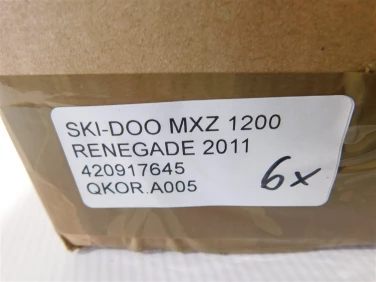 SKI-DOO MXZ 1200
RENEGADE 2011
420917645
QKOR.A005 6x